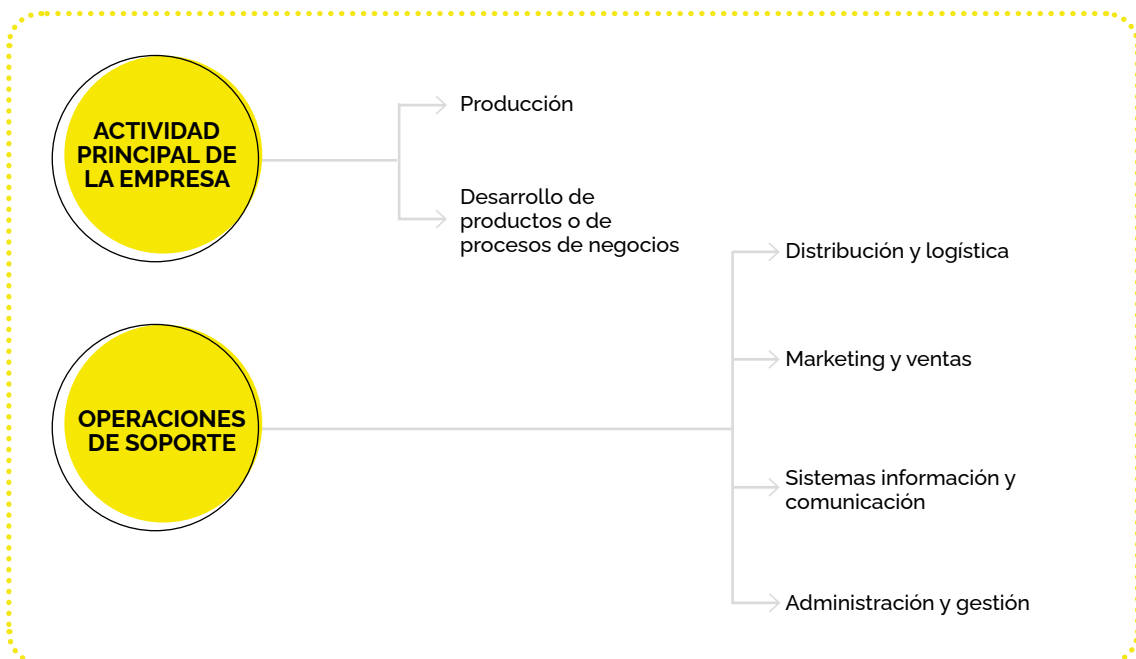 ACTIVIDAD
PRINCIPAL DE
LA EMPRESA
Producción
Desarrollo de
productos o de
procesos de negocios
OPERACIONES
DE SOPORTE
Distribución y logística
Marketing y ventas
Sistemas información y
comunicación
Administración y gestión